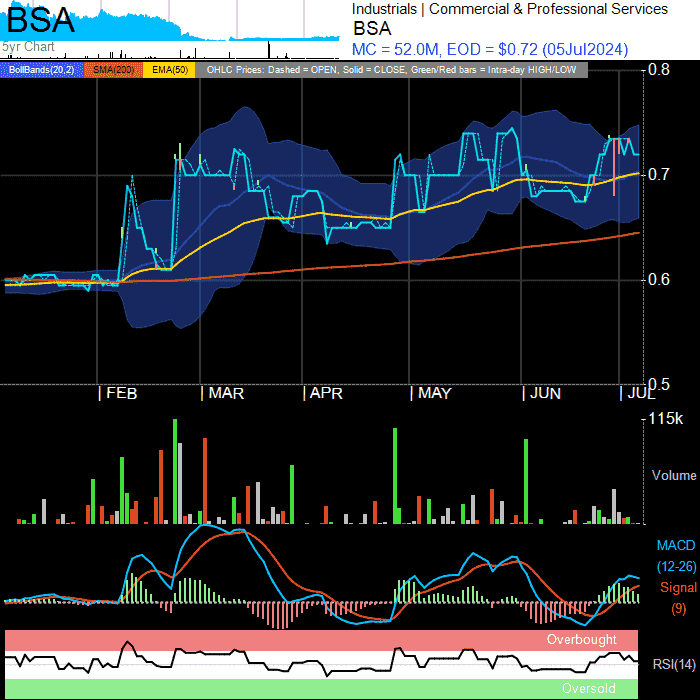 BSA
5yr Chart
Industrials | Commercial & Professional Services
BSA
MC = 52.0M, EOD = $0.72 (05Jul2024)
BollBands(20,2) SMA(200) EMA(50) OHLC Prices: Dashed = OPEN, Solid = CLOSE, Green/Red bars = Intra-day HIGH/LOW
0.8
0.7
0.6
0.5
| FEB | MAR | APR | MAY | JUN | JUL
115k
Volume
MACD
(12-26)
Signal
(9)
Overbought
RSI(14)
Oversold